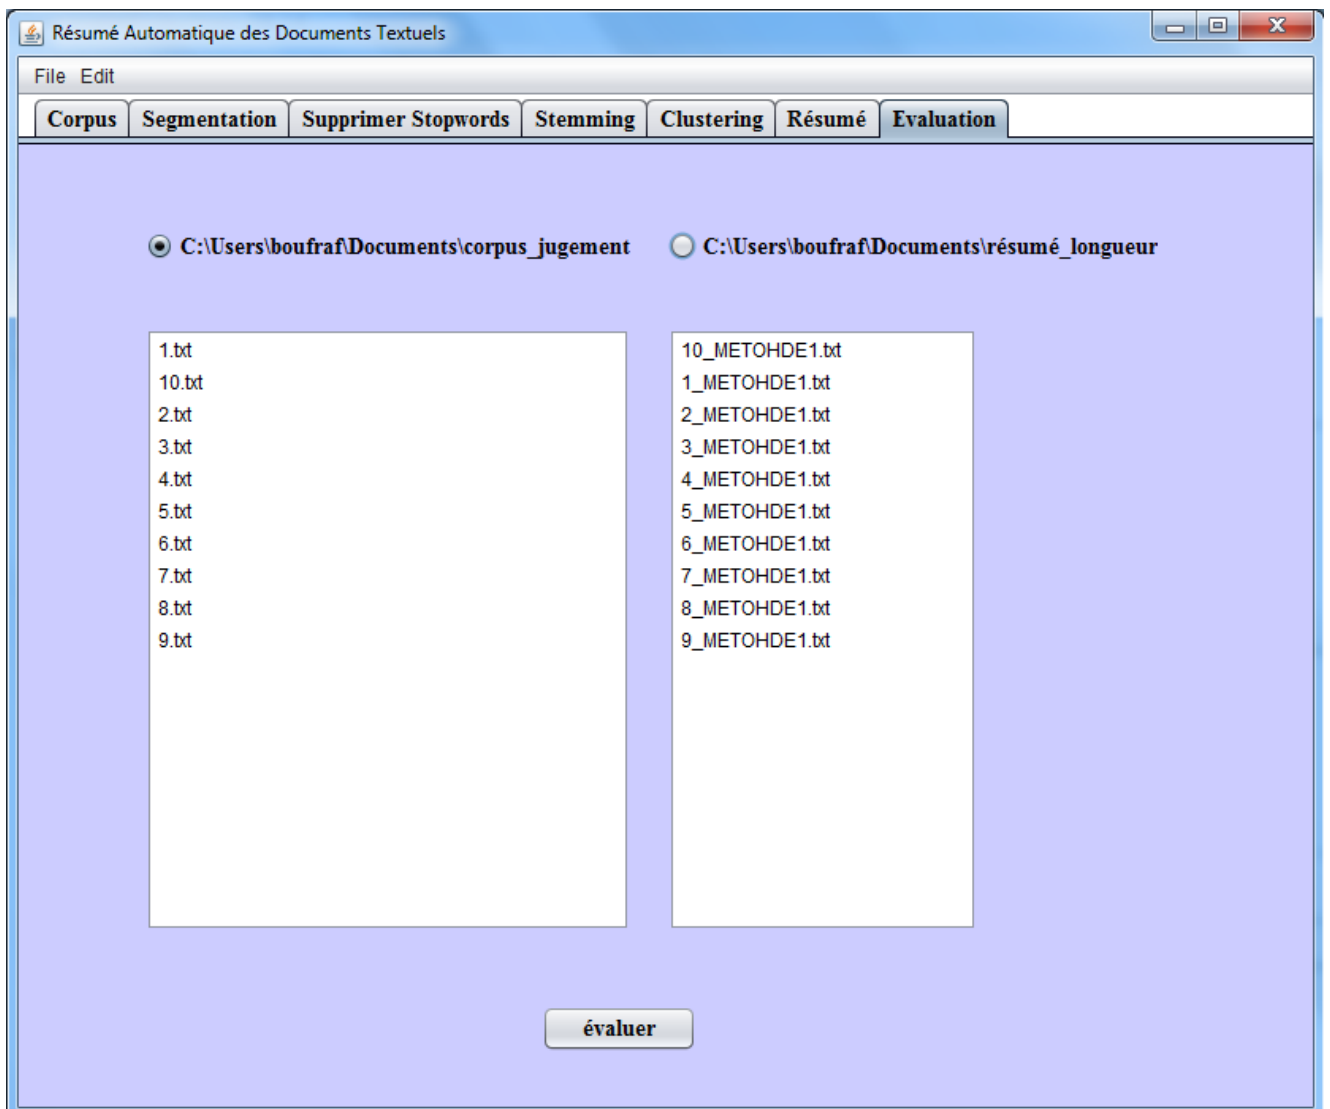 Résumé Automatique des Documents Textuels
File Edit
Corpus Segmentation Supprimer Stopwords Stemming Clustering Résumé Evaluation
C:\Users\boufraf\Documents\corpus_jugement C:\Users\boufraf\Documents\résumé_longueur
1.txt
10.txt
2.txt
3.txt
4.txt
5.txt
6.txt
7.txt
8.txt
9.txt
10_METOHDE1.txt
1_METOHDE1.txt
2_METOHDE1.txt
3_METOHDE1.txt
4_METOHDE1.txt
5_METOHDE1.txt
6_METOHDE1.txt
7_METOHDE1.txt
8_METOHDE1.txt
9_METOHDE1.txt
évaluer